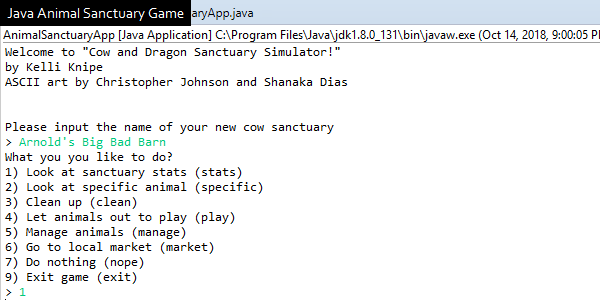 Java Animal Sanctuary Game aryApp.java
AnimalSanctuaryApp [Java Application] C:\Program Files\Java\jdk1.8.0_131\bin\javaw.exe (Oct 14, 2018, 9:00:05 P
Welcome to "Cow and Dragon Sanctuary Simulator!"
by Kelli Knipe
ASCII art by Christopher Johnson and Shanaka Dias
Please input the name of your new cow sanctuary
> Arnold's Big Bad Barn
What you you like to do?
1) Look at sanctuary stats (stats)
2) Look at specific animal (specific)
3) Clean up (clean)
4) Let animals out to play (play)
5) Manage animals (manage)
6) Go to local market (market)
7) Do nothing (nope)
9) Exit game (exit)
> 1